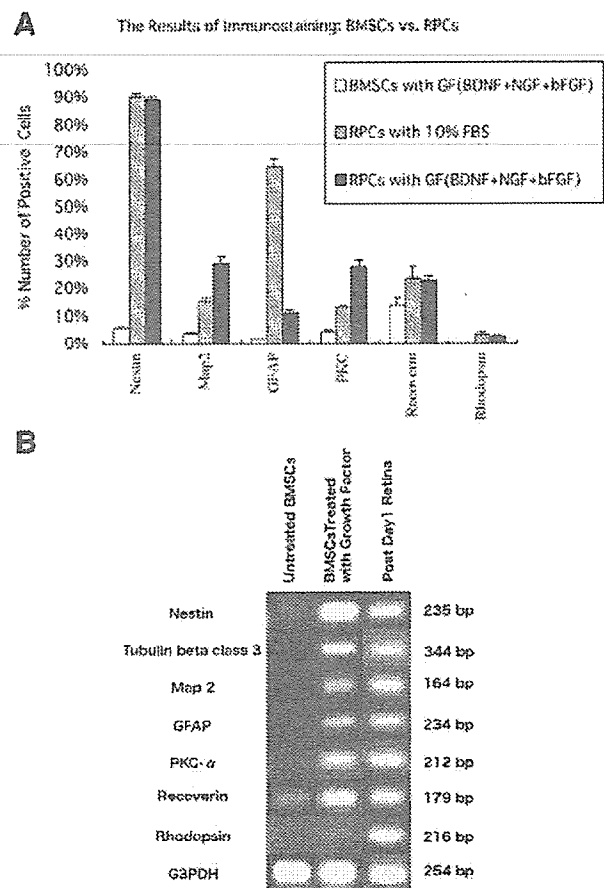 A
The Results of Immunostaining: BMSCs vs. RPCs
% Number of Positive Cells
100%
90%
80%
70%
60%
50%
40%
30%
20%
10%
0%
BMSCs with GF(BDNF+NGF+bFGF)
RPCs with 10% FBS
RPCs with GF(BDNF+NGF+bFGF)
Nestin
Map2
GFAP
PKC
Recoverin
Rhodopsin
B
Untreated BMSCs
BMSCsTreated
with Growth Factor
Post Day1 Retina
Nestin 235 bp
Tubulin beta class 3 344 bp
Map 2 164 bp
GFAP 234 bp
PKC-α 212 bp
Recoverin 179 bp
Rhodopsin 216 bp
G3PDH 254 bp